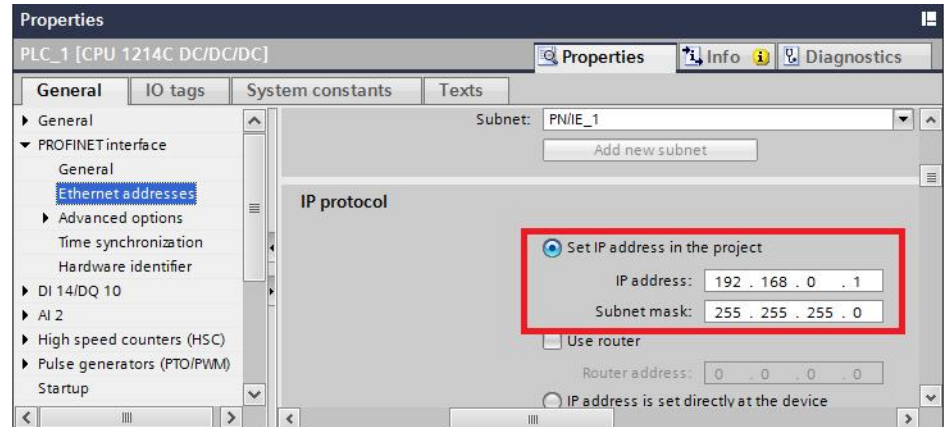 Properties
PLC_1 [CPU 1214C DC/DC/DC]
Properties
Info
Diagnostics
General
IO tags
System constants
Texts
General
PROFINET interface
General
Ethernet addresses
Advanced options
Time synchronization
Hardware identifier
DI 14/DQ 10
AI 2
High speed counters (HSC)
Pulse generators (PTO/PWM)
Startup
Subnet: PN/IE_1
Add new subnet
IP protocol
Set IP address in the project
IP address: 192 . 168 . 0 . 1
Subnet mask: 255 . 255 . 255 . 0
Use router
Router address: 0 . 0 . 0 . 0
IP address is set directly at the device